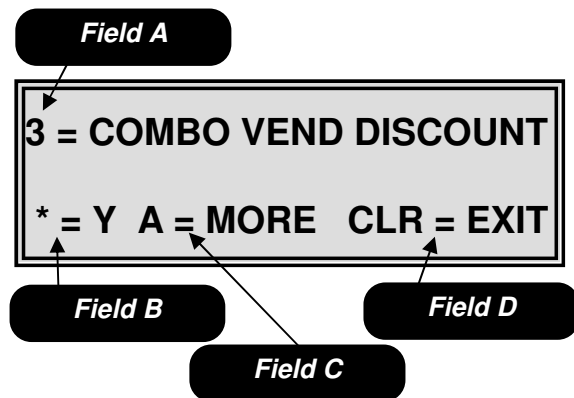 Field A
3 = COMBO VEND DISCOUNT
* = Y A = MORE CLR = EXIT
Field B
Field D
Field C